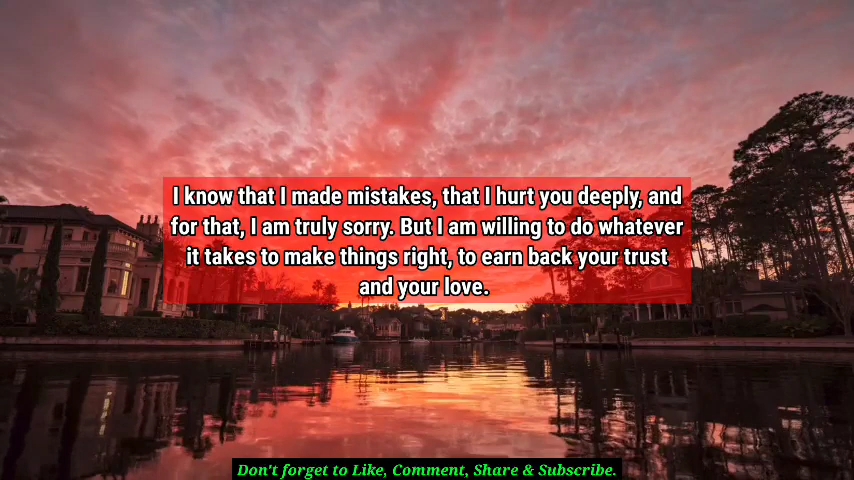 I know that I made mistakes, that I hurt you deeply, and
for that, I am truly sorry. But I am willing to do whatever
it takes to make things right, to earn back your trust
and your love.
Don't forget to Like, Comment, Share & Subscribe.